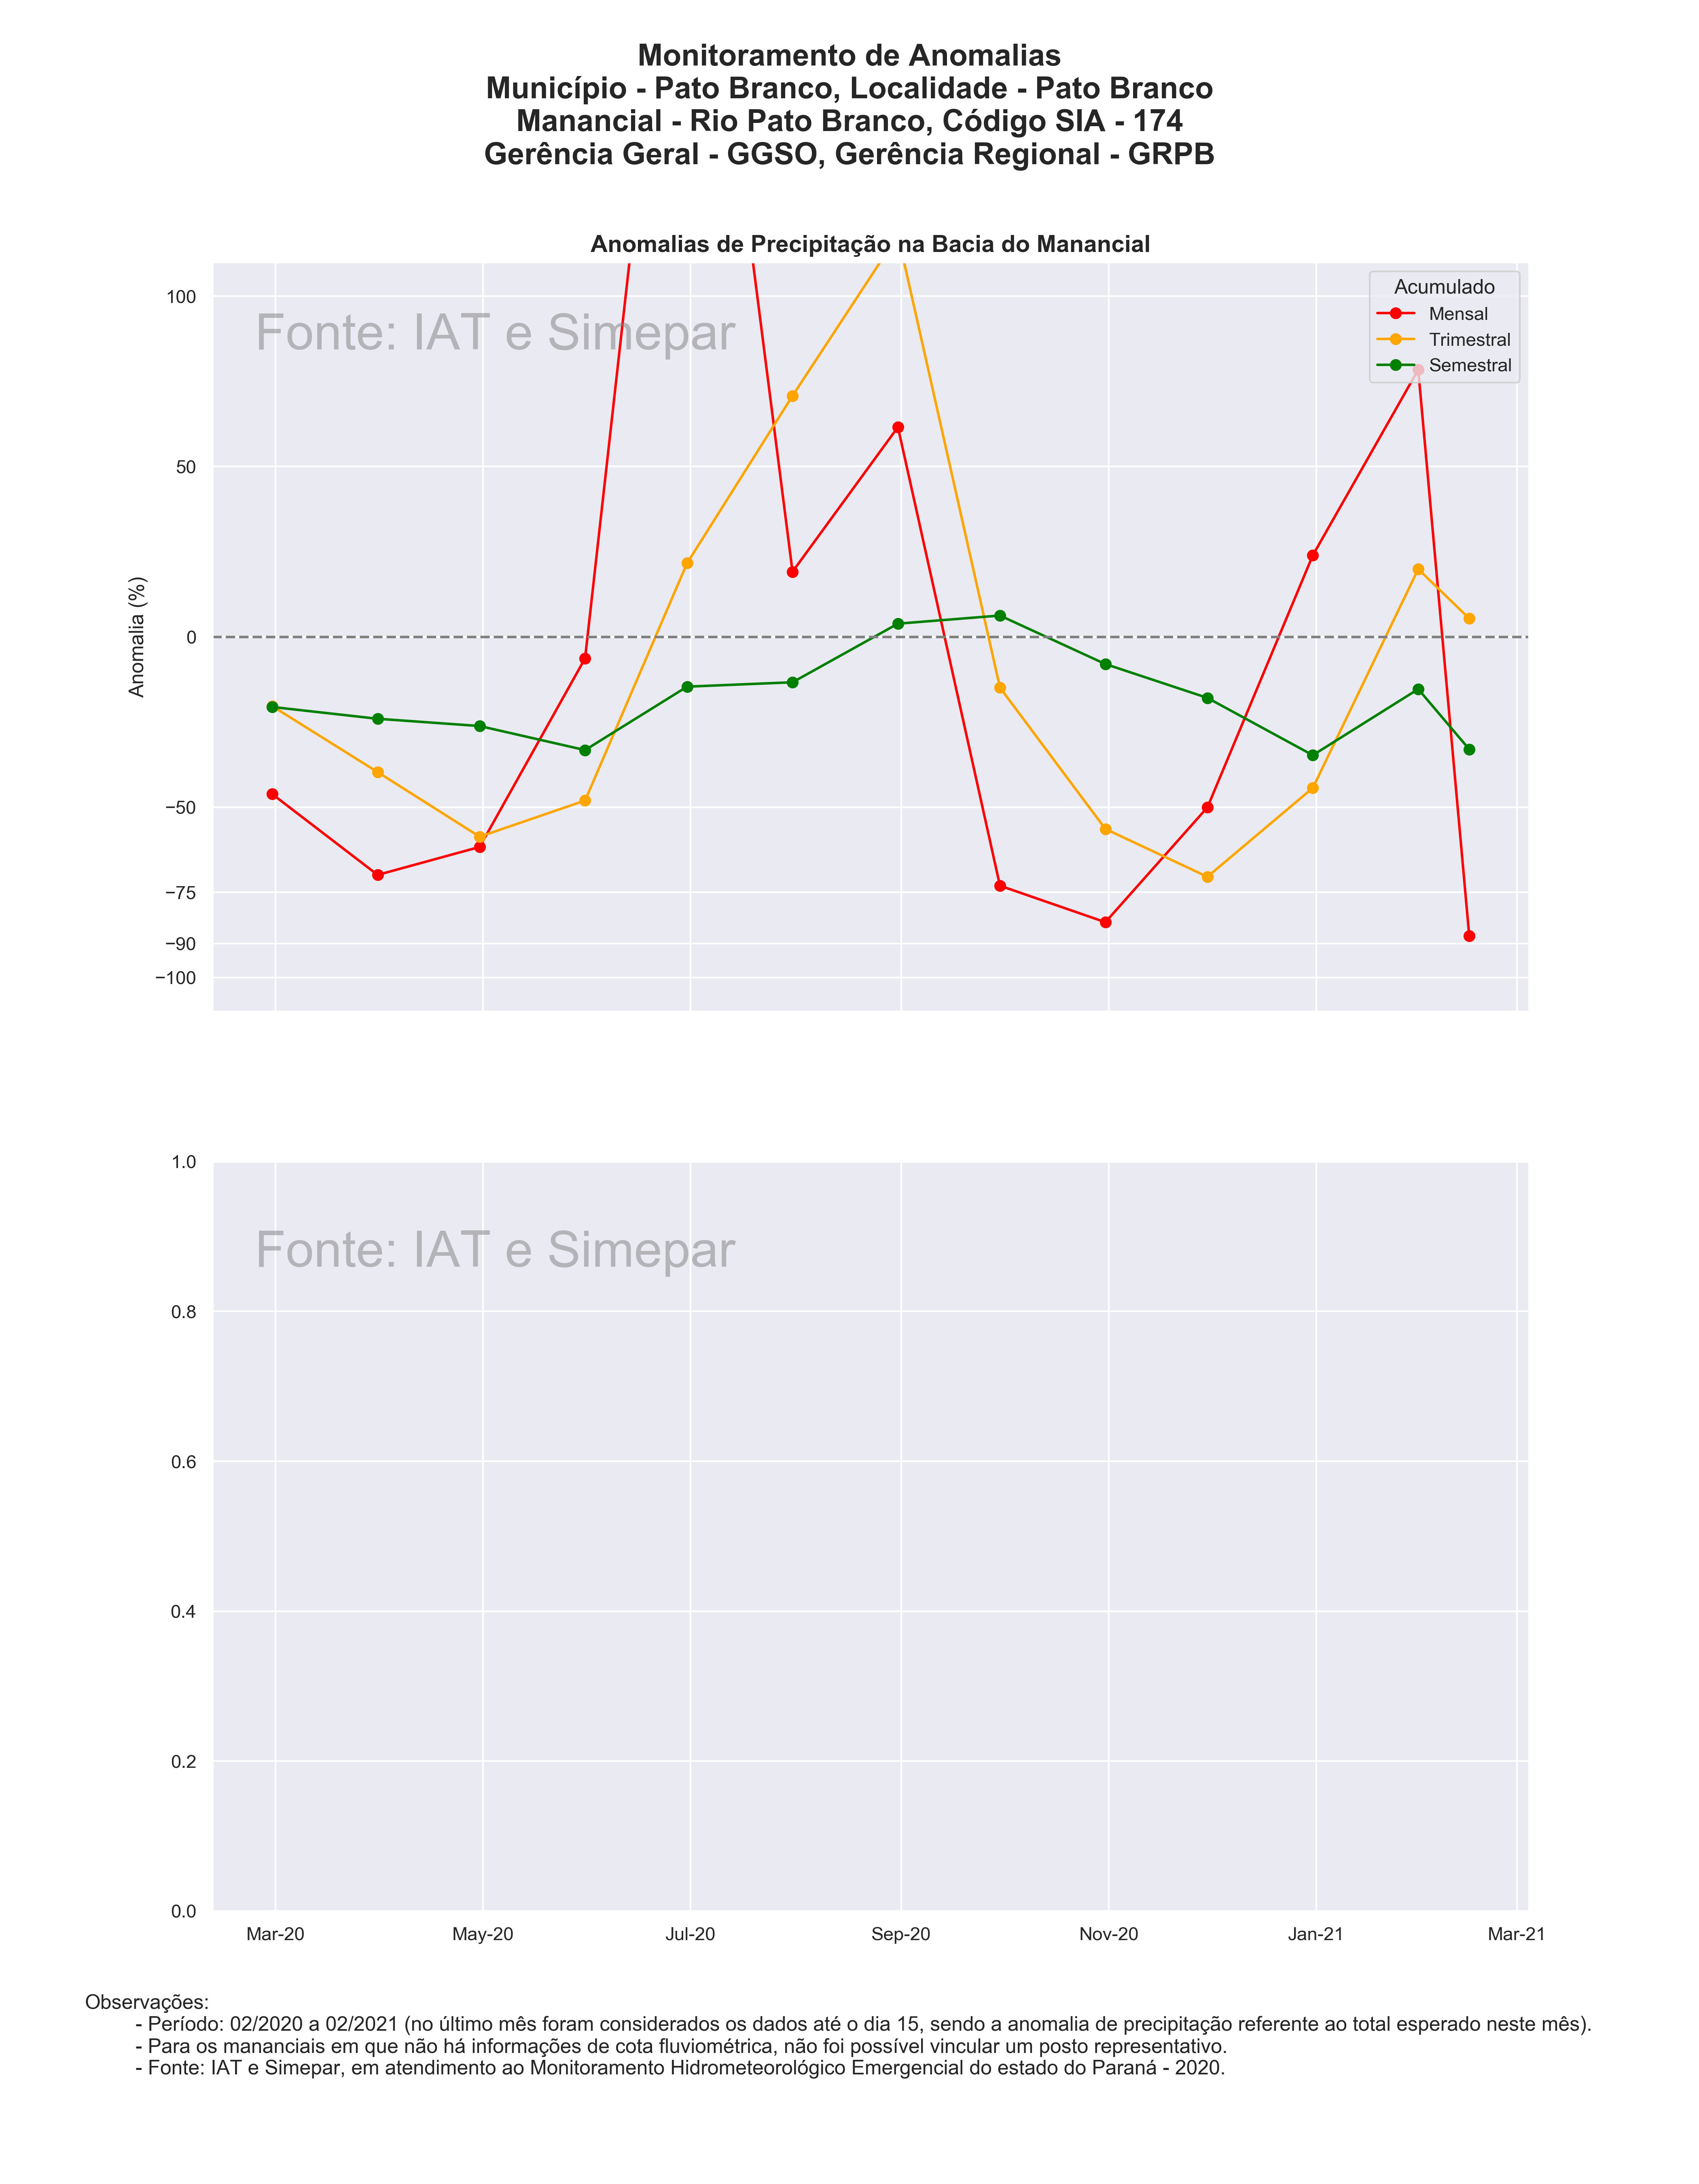 Monitoramento de Anomalias
Município - Pato Branco, Localidade - Pato Branco
Manancial - Rio Pato Branco, Código SIA - 174
Gerência Geral - GGSO, Gerência Regional - GRPB
Anomalias de Precipitação na Bacia do Manancial
Fonte: IAT e Simepar
Acumulado
Mensal
Trimestral
Semestral
Anomalia (%)
100
50
0
−50
−75
−90
−100
Fonte: IAT e Simepar
1.0
0.8
0.6
0.4
0.2
0.0
Mar-20 May-20 Jul-20 Sep-20 Nov-20 Jan-21 Mar-21
Observações:
- Período: 02/2020 a 02/2021 (no último mês foram considerados os dados até o dia 15, sendo a anomalia de precipitação referente ao total esperado neste mês).
- Para os mananciais em que não há informações de cota fluviométrica, não foi possível vincular um posto representativo.
- Fonte: IAT e Simepar, em atendimento ao Monitoramento Hidrometeorológico Emergencial do estado do Paraná - 2020.